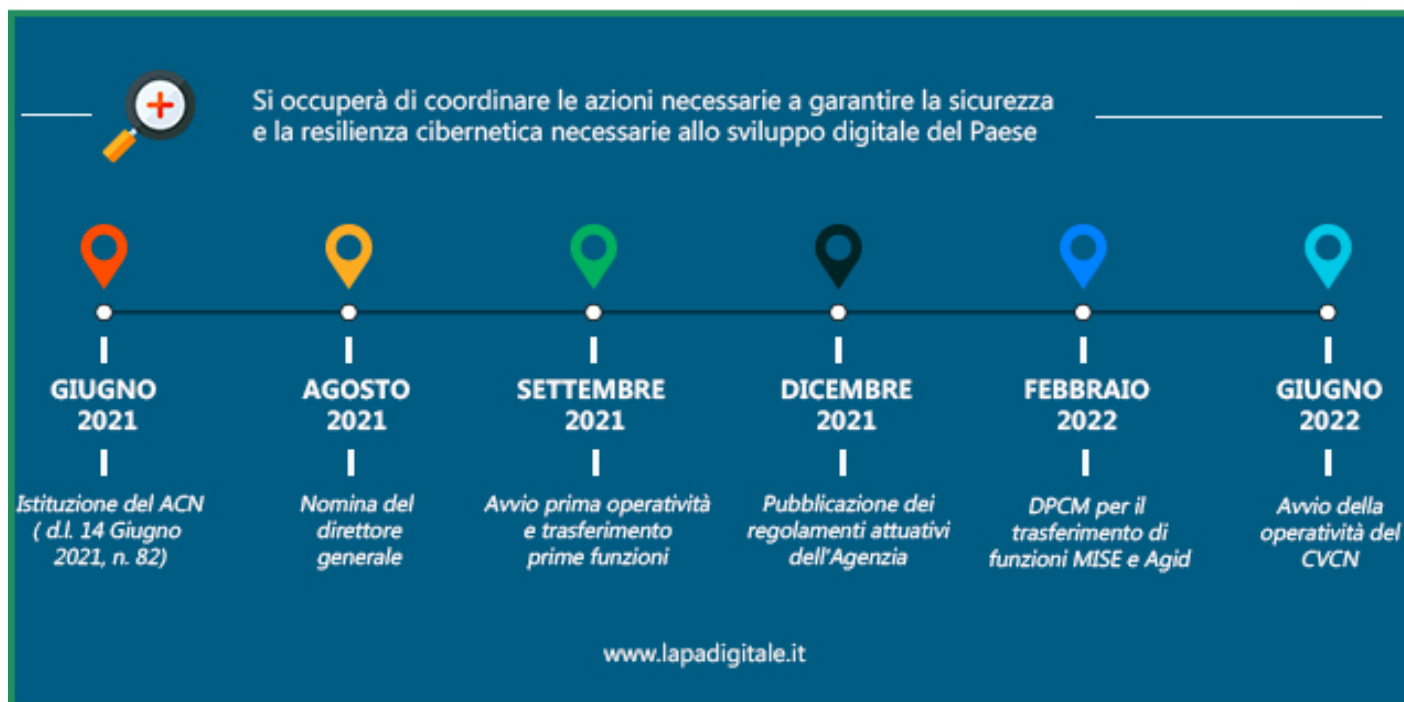 Si occuperà di coordinare le azioni necessarie a garantire la sicurezza
e la resilienza cibernetica necessarie allo sviluppo digitale del Paese
GIUGNO
2021
Istituzione del ACN
( d.l. 14 Giugno
2021, n. 82)
AGOSTO
2021
Nomina del
direttore
generale
SETTEMBRE
2021
Avvio prima operatività
e trasferimento
prime funzioni
DICEMBRE
2021
Pubblicazione dei
regolamenti attuativi
dell'Agenzia
FEBBRAIO
2022
DPCM per il
trasferimento di
funzioni MISE e Agid
GIUGNO
2022
Avvio della
operatività del
CVCN
www.lapadigitale.it